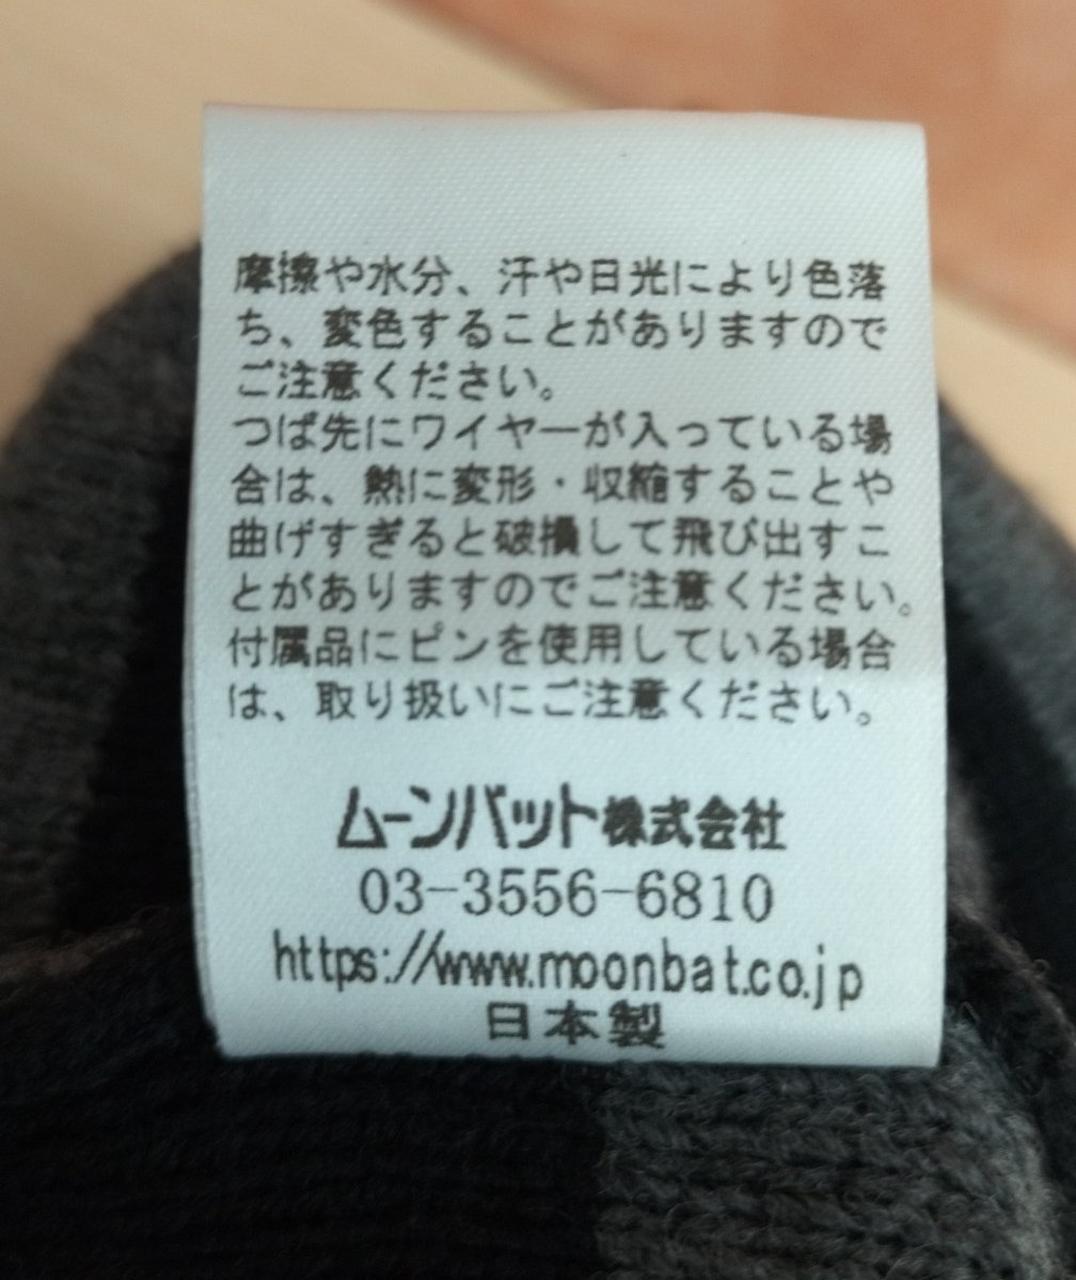 摩擦や水分、汗や日光により色落
ち、変色することがありますので
ご注意ください。
つば先にワイヤーが入っている場
合は、熱に変形・収縮することや
曲げすぎると破損して飛び出すこ
とがありますのでご注意ください。
付属品にピンを使用している場合
は、取り扱いにご注意ください。
ムーンバット株式会社
03-3556-6810
https://www.moonbat.co.jp
日本製